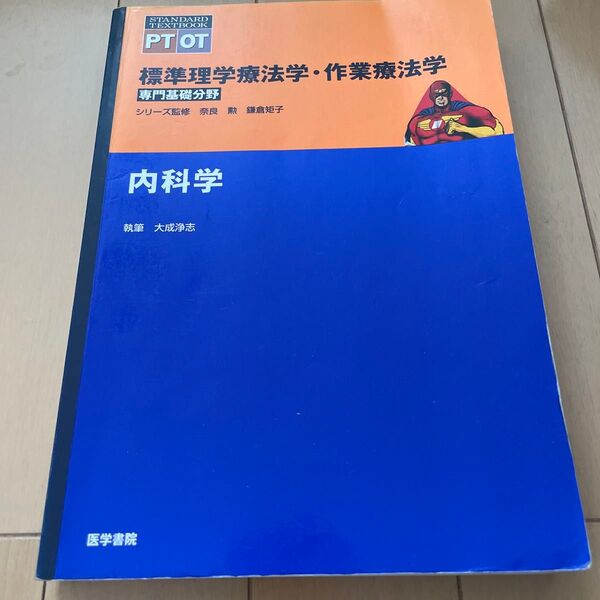 STANDARD
TEXTBOOK
PT OT
標準理学療法学・作業療法学
専門基礎分野
シリーズ監修 奈良 勲 鎌倉矩子
内科学
執筆 大成浄志
医学書院